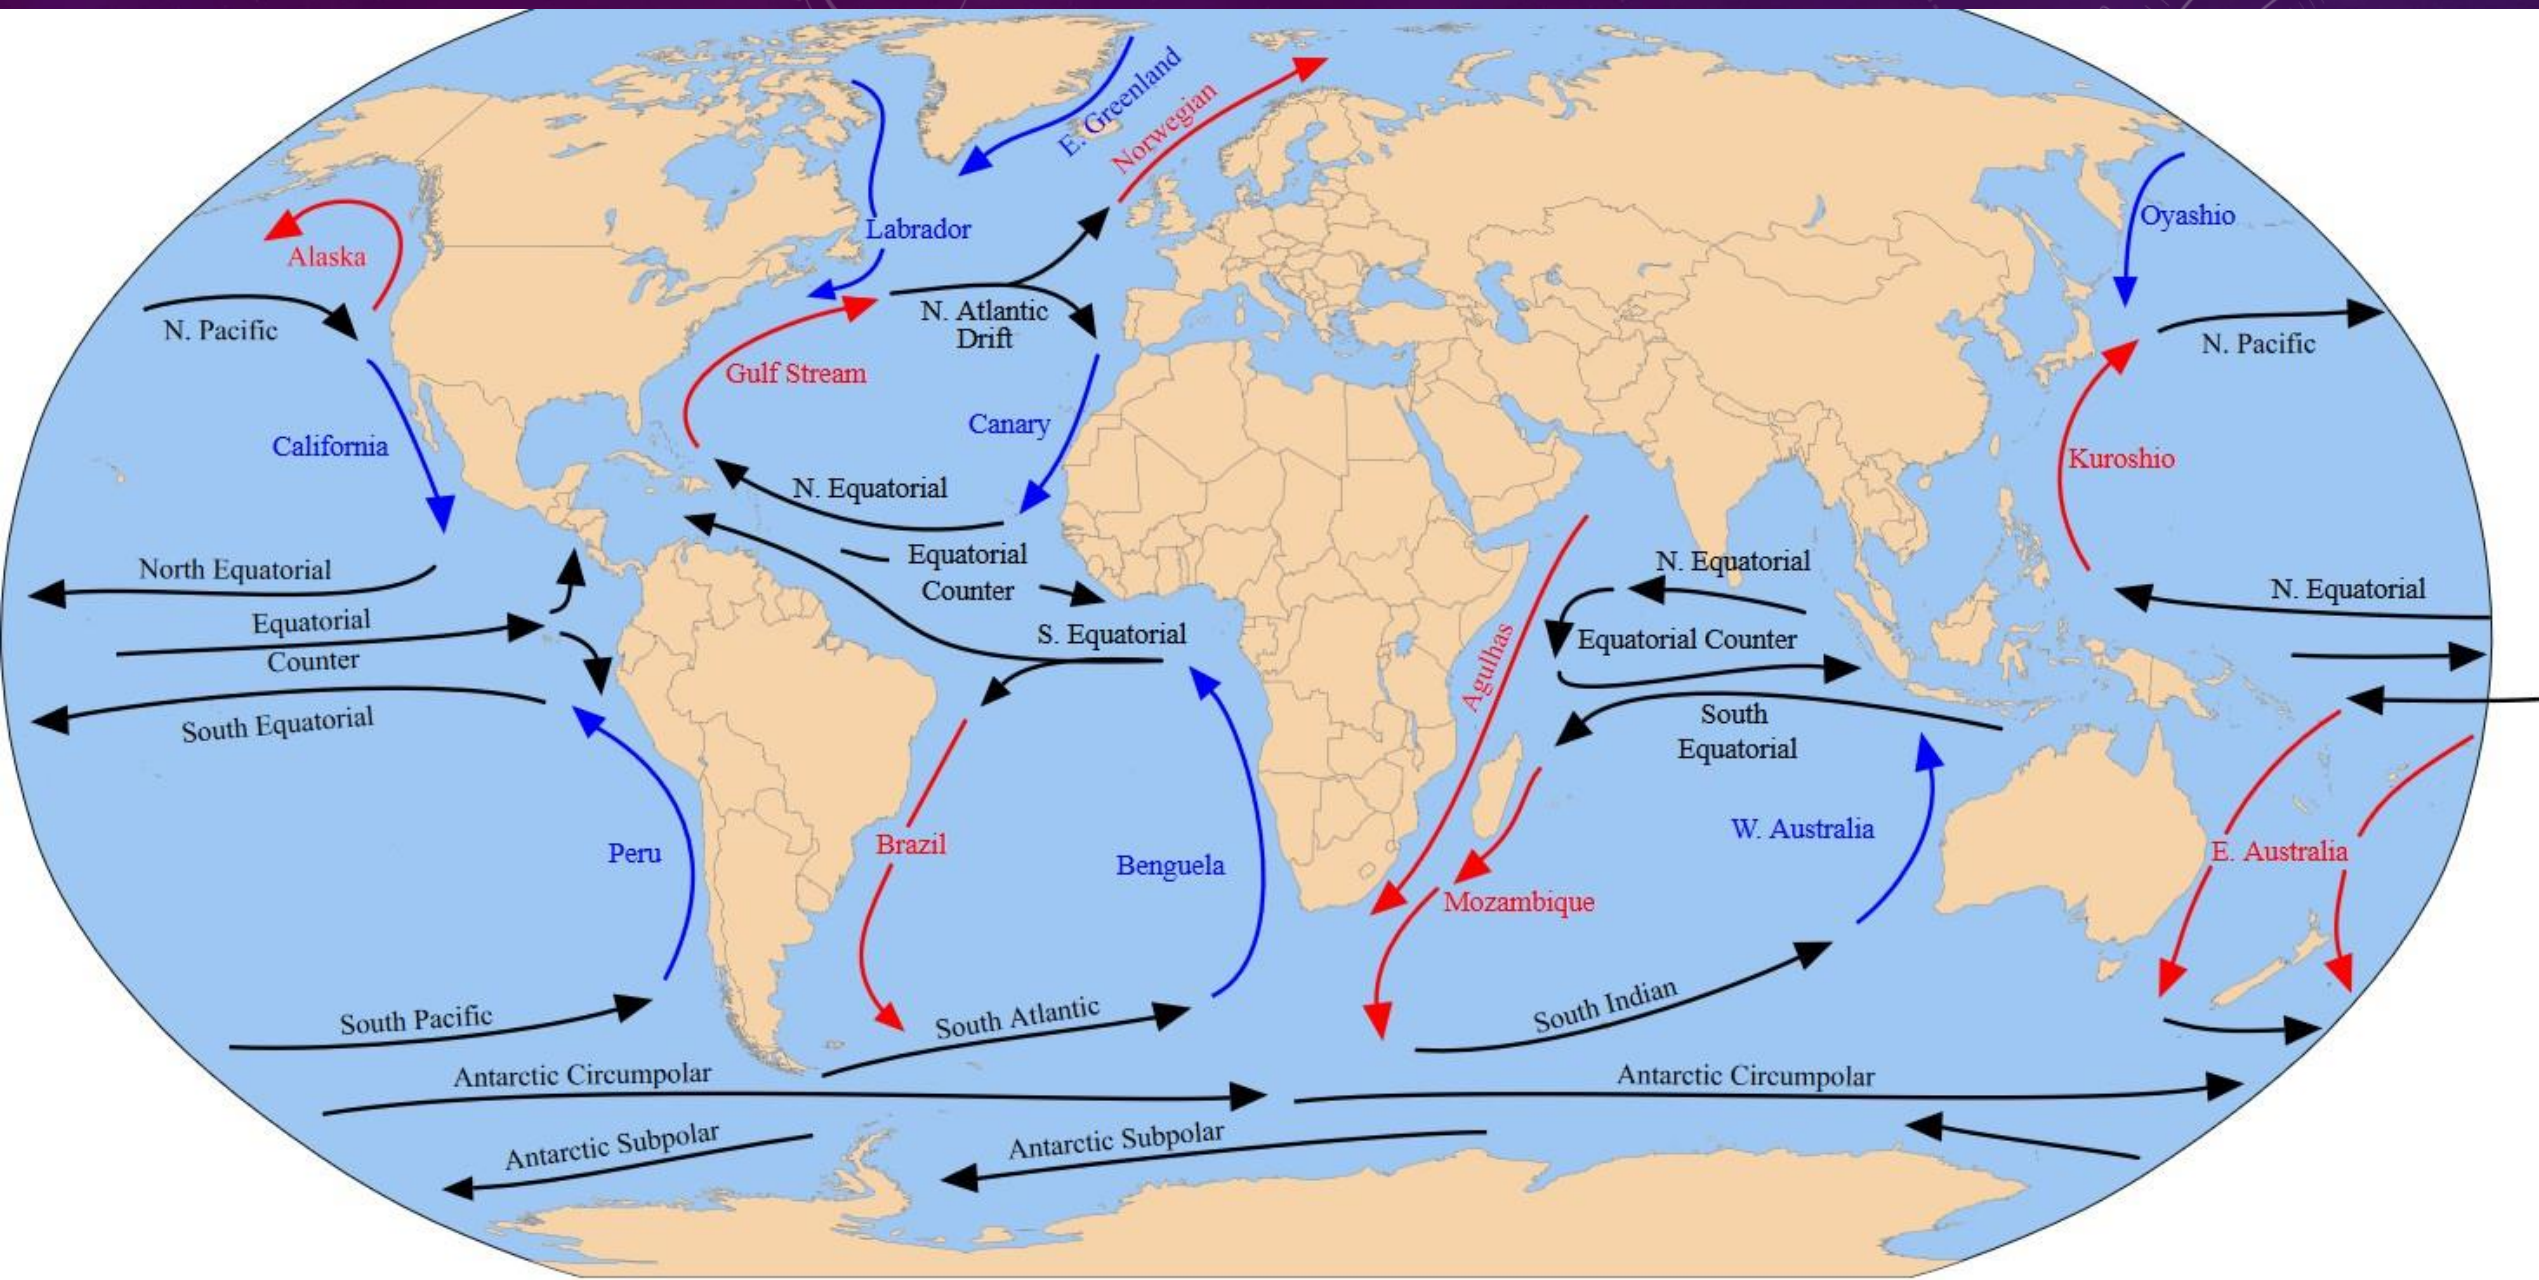 E. Greenland
Norwegian
Labrador
Oyashio
Alaska
N. Pacific
N. Atlantic
Drift
N. Pacific
Gulf Stream
California
Canary
Kuroshio
N. Equatorial
North Equatorial
Equatorial
Counter
N. Equatorial
N. Equatorial
Equatorial
Counter
S. Equatorial
Equatorial Counter
South Equatorial
Agulhas
South
Equatorial
Peru
Brazil
Benguela
W. Australia
E. Australia
Mozambique
South Pacific
South Atlantic
South Indian
Antarctic Circumpolar
Antarctic Circumpolar
Antarctic Subpolar
Antarctic Subpolar